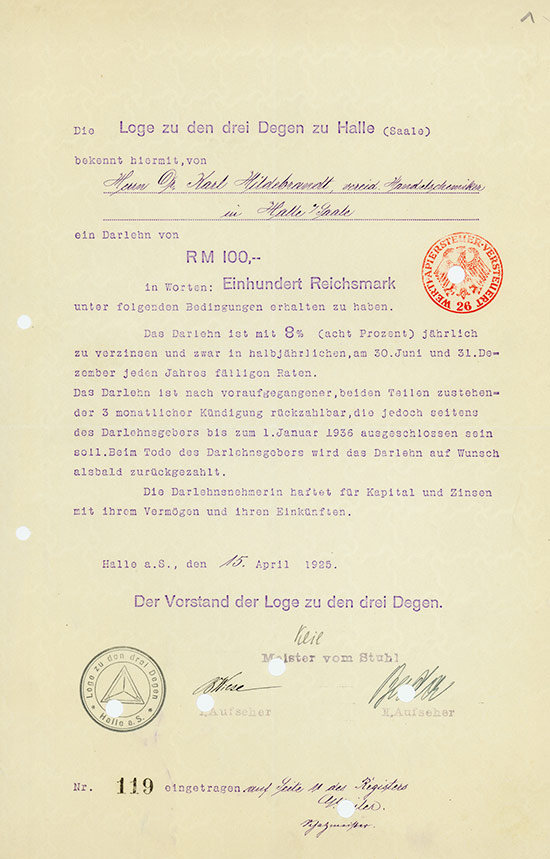 Die Loge zu den drei Degen zu Halle (Saale)
bekennt hiermit, von
Herrn Dr. Karl Hildebrandt, vereid. Handelschemiker
in Halle a/Saale
ein Darlehn von
RM 100,--
in Worten: Einhundert Reichsmark
unter folgenden Bedingungen erhalten zu haben.
WERTPAPIERSTEUER-VERSTEUERT
26
Das Darlehn ist mit 8% (acht Prozent) jährlich
zu verzinsen und zwar in halbjährlichen, am 30.Juni und 31.De-
zember jeden Jahres fälligen Raten.
Das Darlehn ist nach voraufgegangener, beiden Teilen zustehen-
der 3 monatlicher Kündigung rückzahlbar, die jedoch seitens
des Darlehnsgebers bis zum 1.Januar 1936 ausgeschlossen sein
soll. Beim Tode des Darlehnsgebers wird das Darlehn auf Wunsch
alsbald zurückgezahlt.
Die Darlehnsnehmerin haftet für Kapital und Zinsen
mit ihrem Vermögen und ihren Einkünften.
Halle a.S., den 15. April 1925.
Der Vorstand der Loge zu den drei Degen.
Keil
Meister vom Stuhl
Loge zu den drei Degen
Halle a.S.
Aufseher
II.Aufseher
Nr. 119 eingetragen auf Seite 11 des Registers
Schatzmeister.